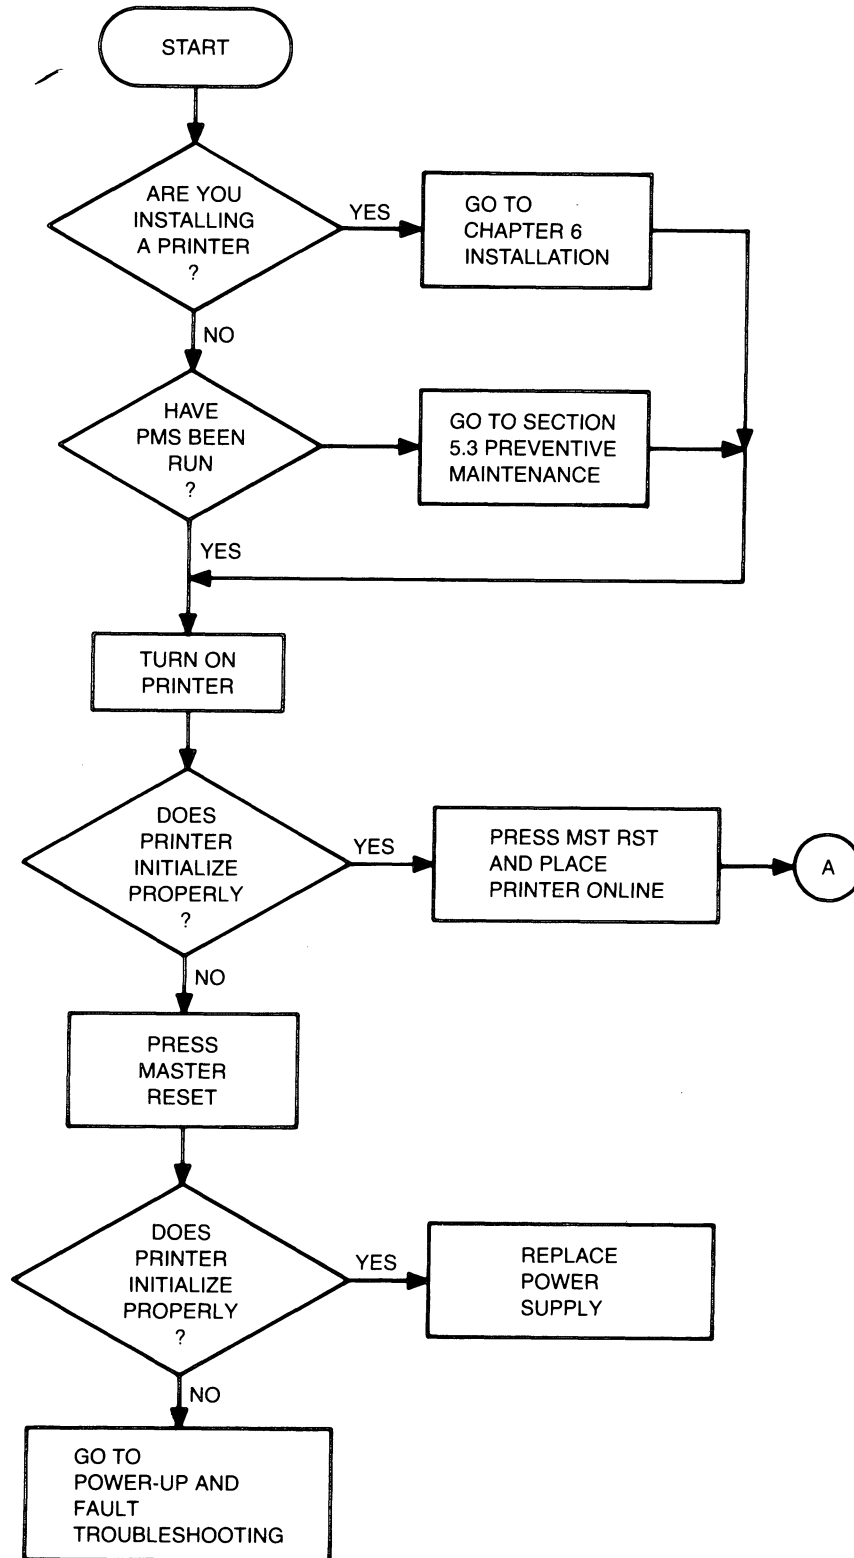 START
ARE YOU
INSTALLING
A PRINTER
?
YES
GO TO
CHAPTER 6
INSTALLATION
NO
HAVE
PMS BEEN
RUN
?
GO TO SECTION
5.3 PREVENTIVE
MAINTENANCE
YES
TURN ON
PRINTER
DOES
PRINTER
INITIALIZE
PROPERLY
?
YES
PRESS MST RST
AND PLACE
PRINTER ONLINE
A
NO
PRESS
MASTER
RESET
DOES
PRINTER
INITIALIZE
PROPERLY
?
YES
REPLACE
POWER
SUPPLY
NO
GO TO
POWER-UP AND
FAULT
TROUBLESHOOTING